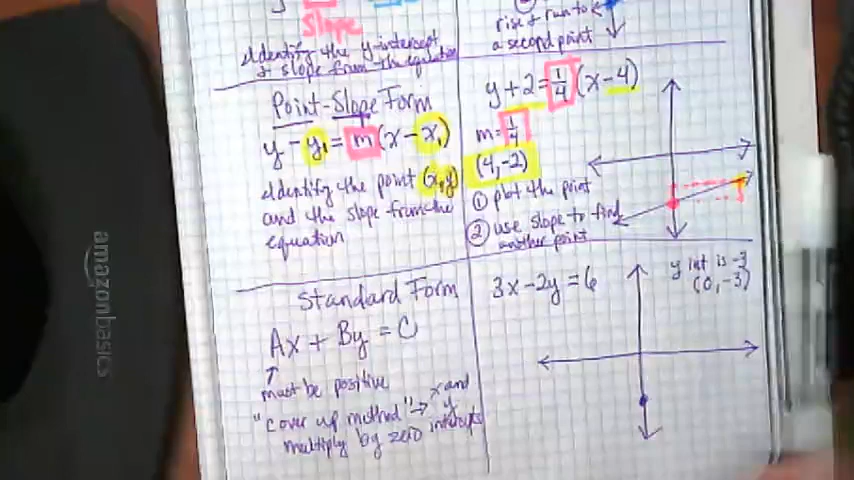 Slope
Identify the y-intercept
+ slope from the equation
rise + run to
a second point
Point-Slope Form
y - y₁ = m(x - x₁)
Identify the point (x, y)
and the slope from the
equation
y + 2 = 1/4 (x - 4)
m = 1/4
(4, -2)
① plot the point
② use slope to find
another point
Standard Form
Ax + By = C
must be positive
"cover up method" → x and y intercepts
multiply by zero
3x - 2y = 6
y int is -3
(0, -3)
amazonbasics